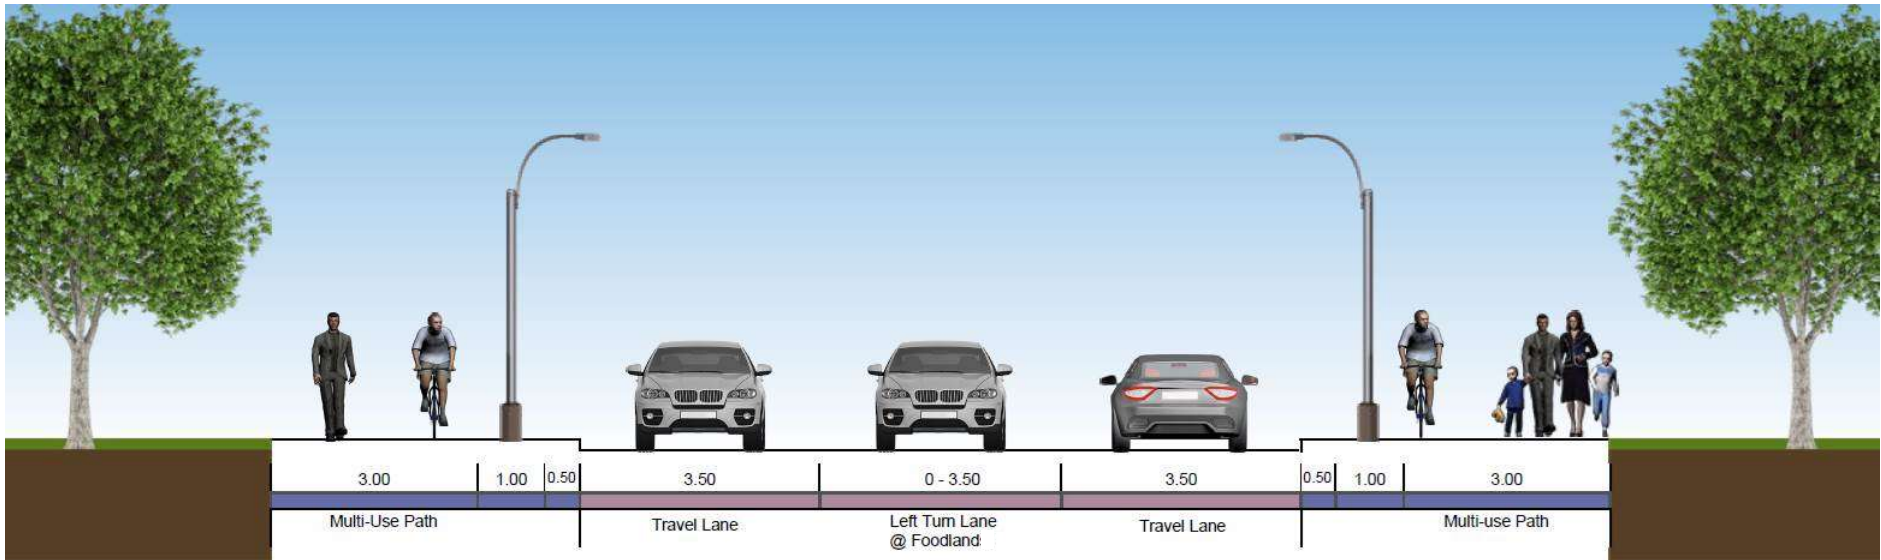 3.00 1.00 0.50 3.50 0 - 3.50 3.50 0.50 1.00 3.00
Multi-Use Path Travel Lane Left Turn Lane Travel Lane Multi-use Path
@ Foodlands